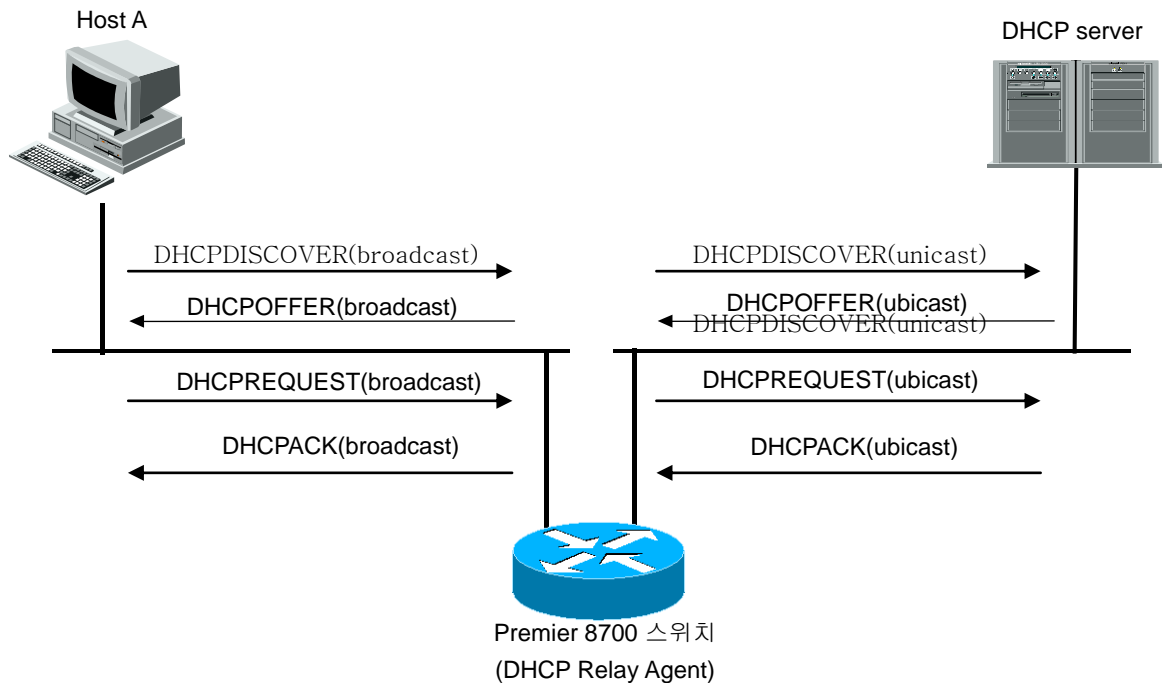 Host A
DHCP server
DHCPDISCOVER(broadcast)
DHCPDISCOVER(unicast)
DHCPOFFER(broadcast)
DHCPOFFER(ubicast)
DHCPDISCOVER(unicast)
DHCPREQUEST(broadcast)
DHCPREQUEST(ubicast)
DHCPACK(broadcast)
DHCPACK(ubicast)
Premier 8700 스위치
(DHCP Relay Agent)